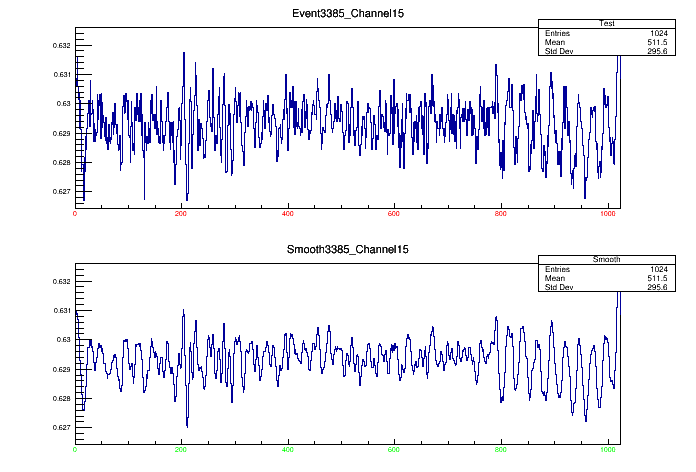 Event3385_Channel15
Test
Entries 1024
Mean 511.5
Std Dev 295.6
0.632
0.631
0.63
0.629
0.628
0.627
0 200 400 600 800 1000
Smooth3385_Channel15
Smooth
Entries 1024
Mean 511.5
Std Dev 295.6
0.632
0.631
0.63
0.629
0.628
0.627
0 200 400 600 800 1000